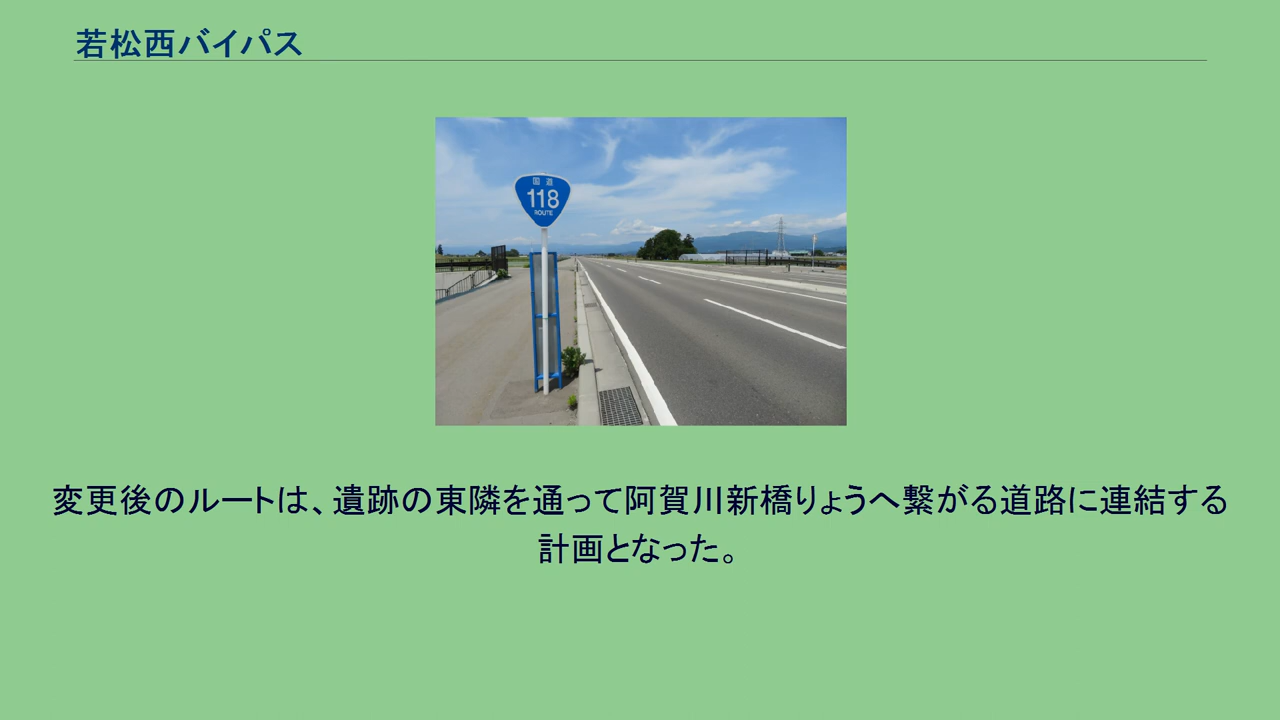 若松西バイパス
国道
118
ROUTE
変更後のルートは、遺跡の東隣を通って阿賀川新橋りょうへ繋がる道路に連結する
計画となった。